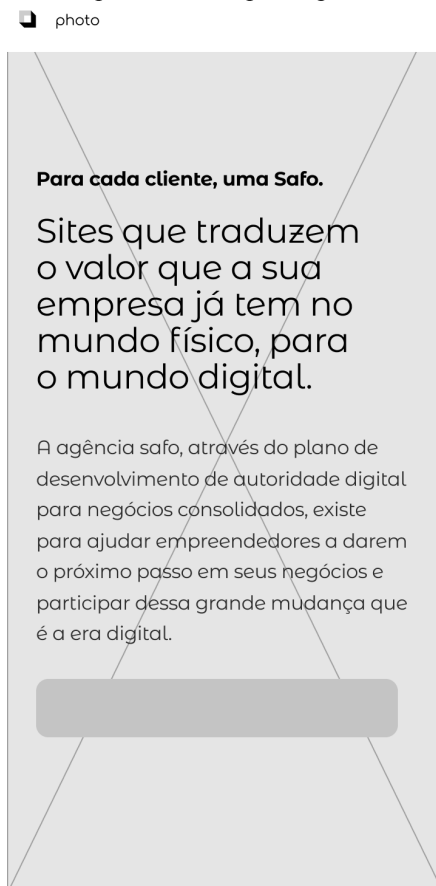 photo
Para cada cliente, uma Safo.
Sites que traduzem
o valor que a sua
empresa já tem no
mundo físico, para
o mundo digital.
A agência safo, através do plano de
desenvolvimento de autoridade digital
para negócios consolidados, existe
para ajudar empreendedores a darem
o próximo passo em seus negócios e
participar dessa grande mudança que
é a era digital.